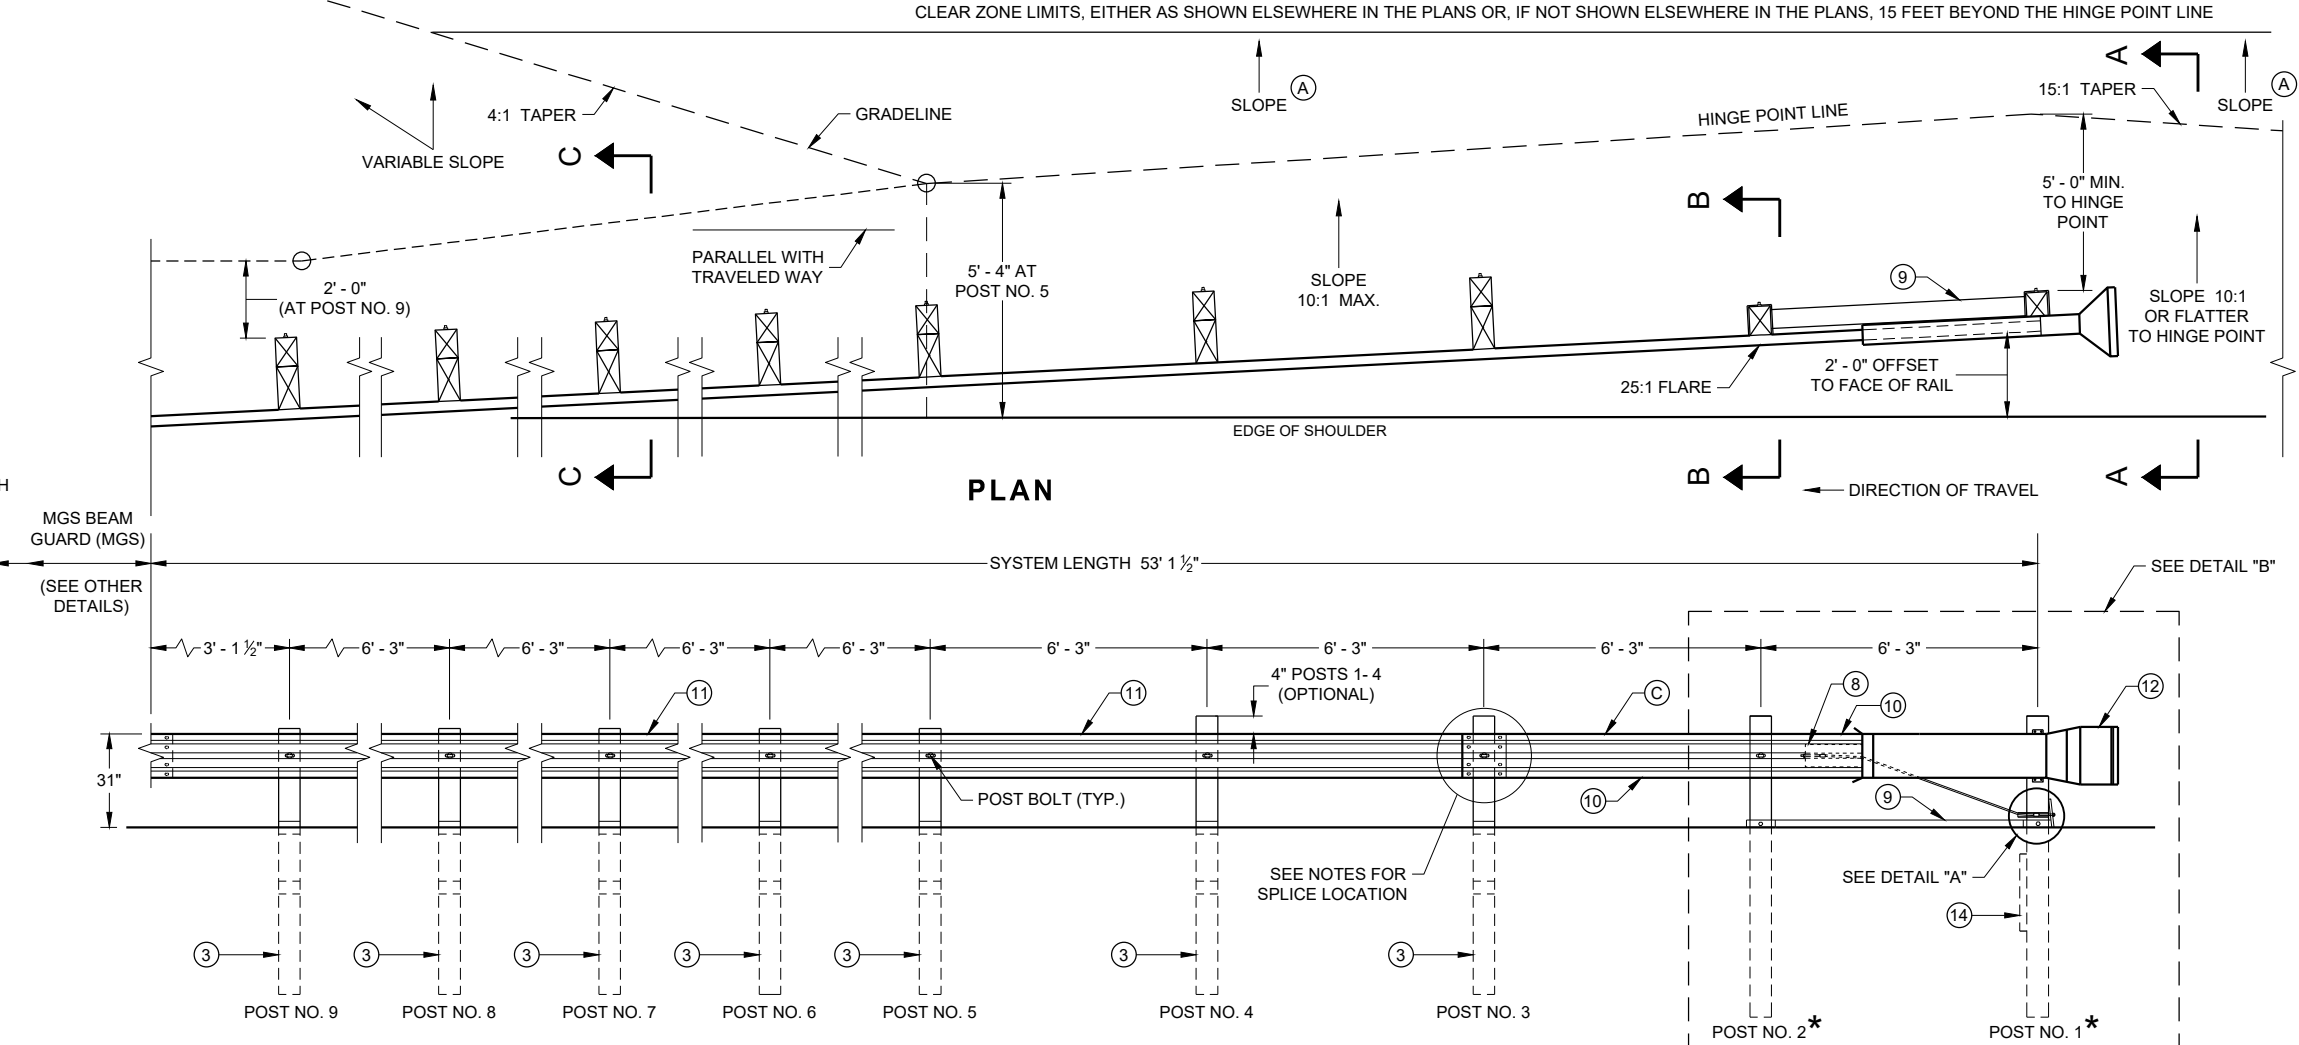 CLEAR ZONE LIMITS, EITHER AS SHOWN ELSEWHERE IN THE PLANS OR, IF NOT SHOWN ELSEWHERE IN THE PLANS, 15 FEET BEYOND THE HINGE POINT LINE
A
A
A
15:1 TAPER
SLOPE
SLOPE
4:1 TAPER
GRADELINE
HINGE POINT LINE
C
VARIABLE SLOPE
B
5' - 0" MIN.
TO HINGE
POINT
PARALLEL WITH
TRAVELED WAY
5' - 4" AT
POST NO. 5
SLOPE
10:1 MAX.
9
2' - 0"
(AT POST NO. 9)
SLOPE 10:1
OR FLATTER
TO HINGE POINT
2' - 0" OFFSET
TO FACE OF RAIL
25:1 FLARE
EDGE OF SHOULDER
C
B
A
H
PLAN
DIRECTION OF TRAVEL
MGS BEAM
GUARD (MGS)
(SEE OTHER
DETAILS)
SYSTEM LENGTH 53' 1 ½"
SEE DETAIL "B"
3' - 1 ½"
6' - 3"
6' - 3"
6' - 3"
6' - 3"
6' - 3"
6' - 3"
6' - 3"
6' - 3"
4" POSTS 1- 4
(OPTIONAL)
11
11
C
8
10
12
31"
POST BOLT (TYP.)
10
9
SEE NOTES FOR
SPLICE LOCATION
SEE DETAIL "A"
14
3
3
3
3
3
3
3
POST NO. 9
POST NO. 8
POST NO. 7
POST NO. 6
POST NO. 5
POST NO. 4
POST NO. 3
POST NO. 2*
POST NO. 1*